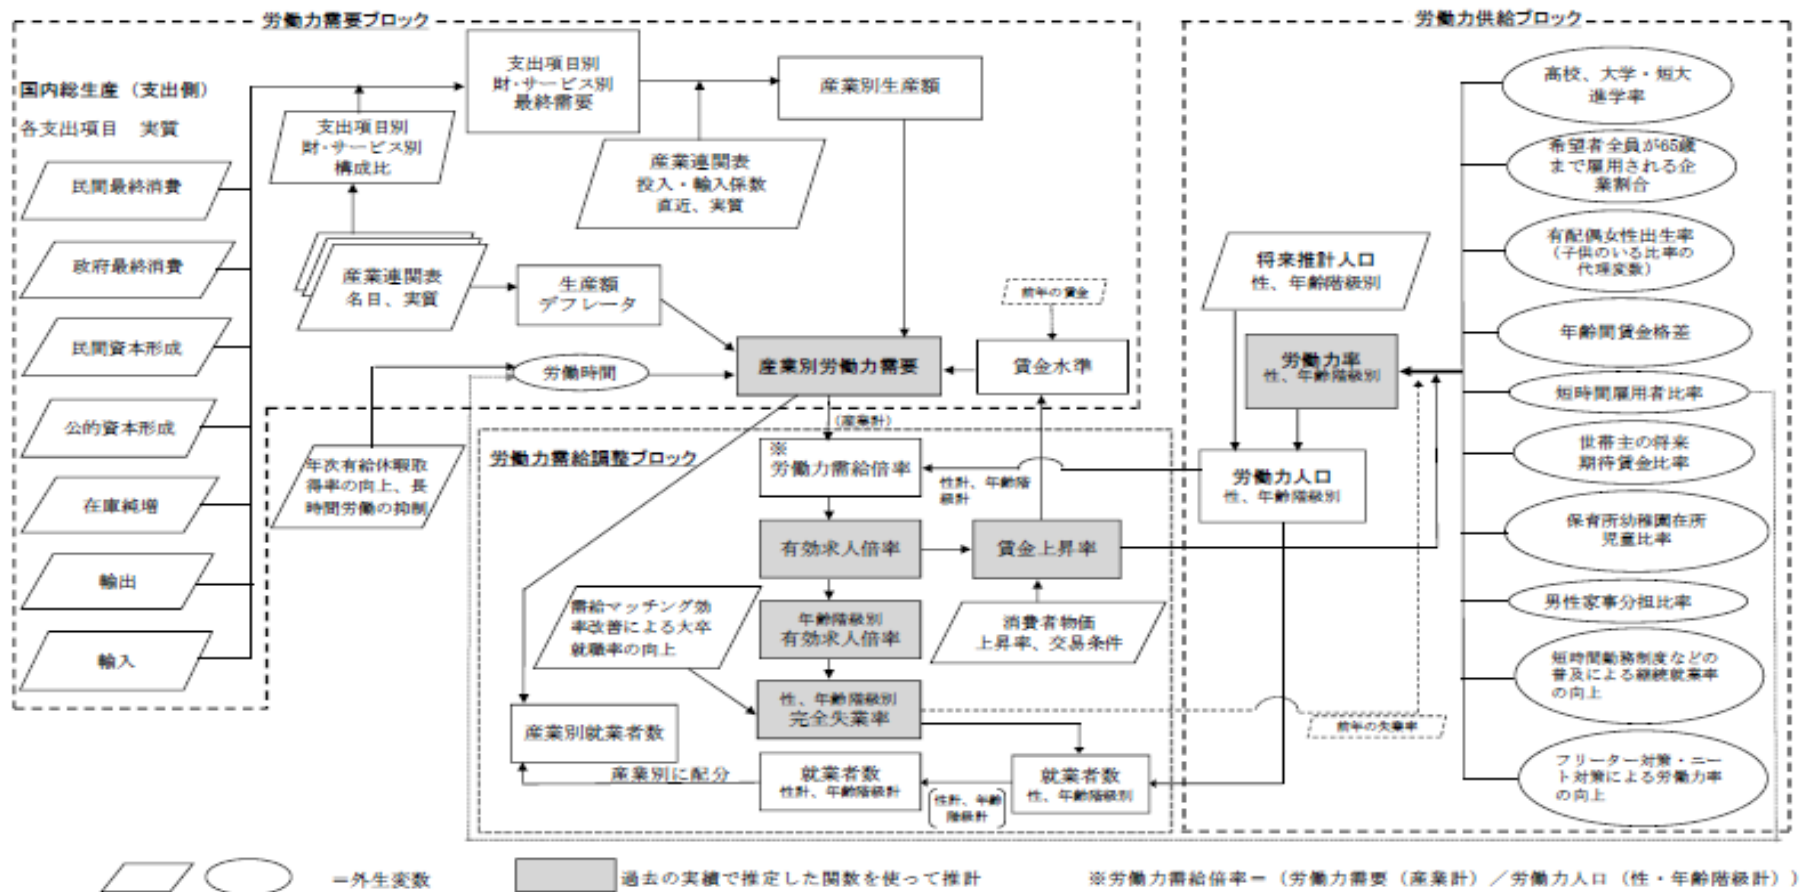 労働力需要ブロック
国内総生産（支出側）
各支出項目　実質
民間最終消費
政府最終消費
民間資本形成
公的資本形成
在庫純増
輸出
輸入
支出項目別
財・サービス別
構成比
支出項目別
財・サービス別
最終需要
産業別生産額
産業連関表
投入・輸入係数
直近、実質
産業連関表
名目、実質
生産額
デフレータ
労働時間
産業別労働力需要
前年の賃金
賃金水準
年次有給休暇取
得率の向上、長
時間労働の抑制
労働力需給調整ブロック
（産業計）
※
労働力需給倍率
性計、年齢階
級計
有効求人倍率
賃金上昇率
年齢階級別
有効求人倍率
消費者物価
上昇率、交易条件
需給マッチング効
率改善による大卒
就職率の向上
性、年齢階級別
完全失業率
産業別就業者数
産業別に配分
就業者数
性計、年齢階級計
性計、年齢
階級計
就業者数
性、年齢階級別
労働力供給ブロック
将来推計人口
性、年齢階級別
労働力率
性、年齢階級別
労働力人口
性、年齢階級別
前年の失業率
高校、大学・短大
進学率
希望者全員が65歳
まで雇用される企
業割合
有配偶女性出生率
（子供のいる比率の
代理変数）
年齢間賃金格差
短時間雇用者比率
世帯主の将来
期待賃金比率
保育所幼稚園在所
児童比率
男性家事分担比率
短時間勤務制度などの
普及による継続就業率
の向上
フリーター対策・ニー
ト対策による労働力率
の向上
＝外生変数
過去の実績で推定した関数を使って推計
※労働力需給倍率＝（労働力需要（産業計）／労働力人口（性・年齢階級計））